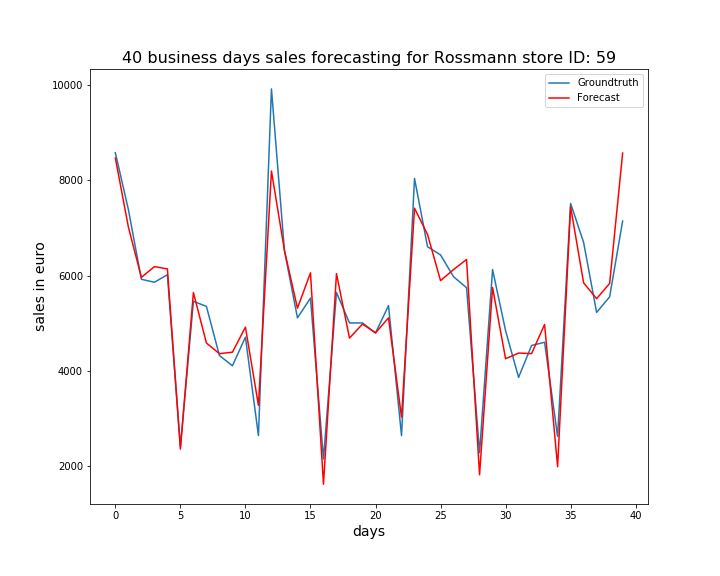 40 business days sales forecasting for Rossmann store ID: 59
Groundtruth
Forecast
10000
8000
6000
4000
2000
sales in euro
0 5 10 15 20 25 30 35 40
days